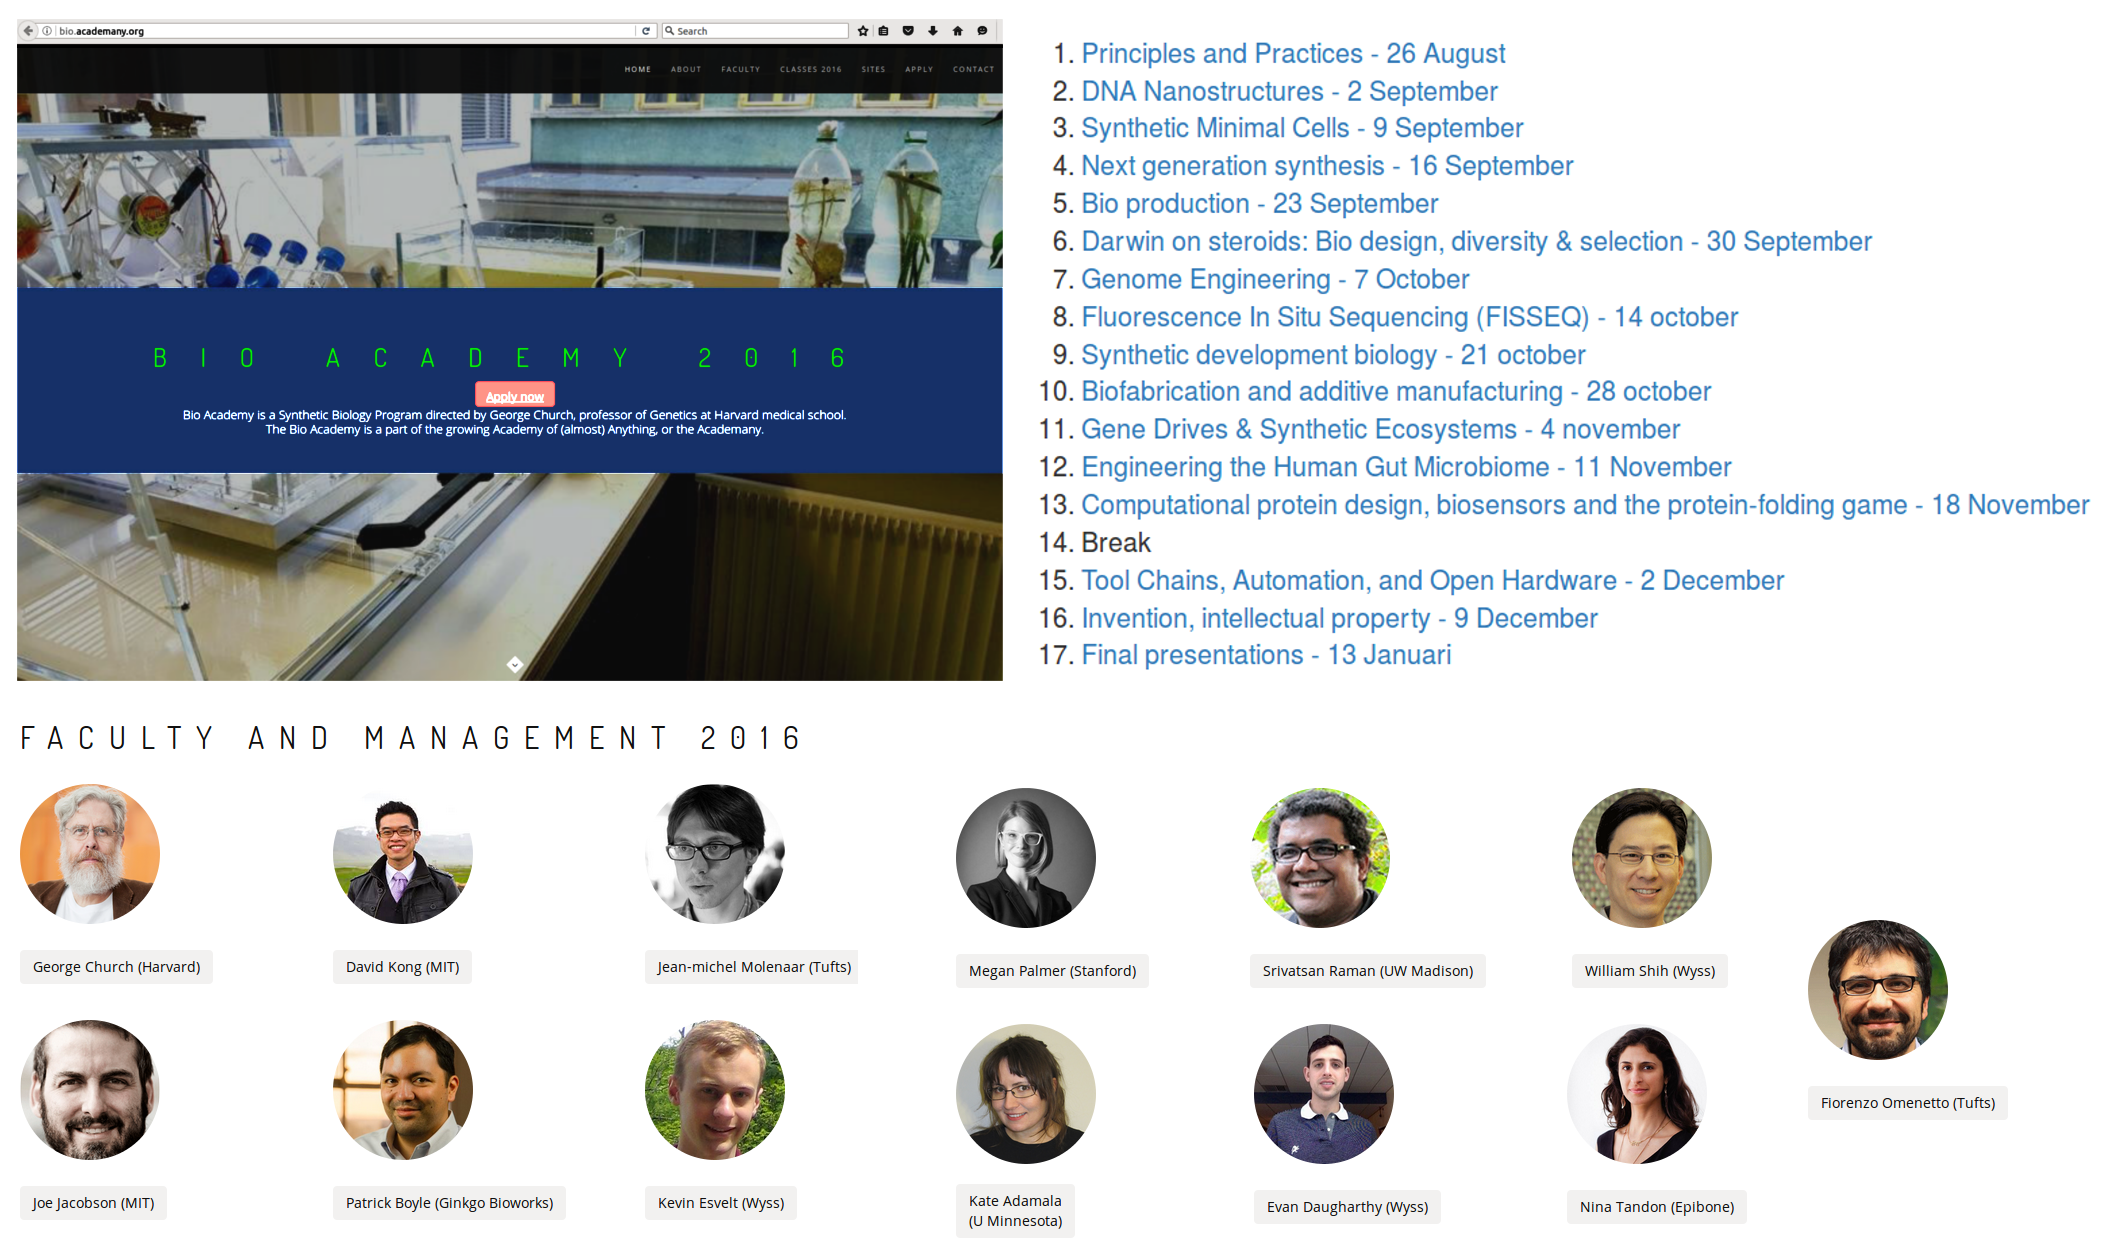 bio.academany.org
Search
HOME ABOUT FACULTY CLASSES 2016 SITES APPLY CONTACT
BIO ACADEMY 2016
Apply now
Bio Academy is a Synthetic Biology Program directed by George Church, professor of Genetics at Harvard medical school.
The Bio Academy is a part of the growing Academy of (almost) Anything, or the Academany.
1. Principles and Practices - 26 August
2. DNA Nanostructures - 2 September
3. Synthetic Minimal Cells - 9 September
4. Next generation synthesis - 16 September
5. Bio production - 23 September
6. Darwin on steroids: Bio design, diversity & selection - 30 September
7. Genome Engineering - 7 October
8. Fluorescence In Situ Sequencing (FISSEQ) - 14 october
9. Synthetic development biology - 21 october
10. Biofabrication and additive manufacturing - 28 october
11. Gene Drives & Synthetic Ecosystems - 4 november
12. Engineering the Human Gut Microbiome - 11 November
13. Computational protein design, biosensors and the protein-folding game - 18 November
14. Break
15. Tool Chains, Automation, and Open Hardware - 2 December
16. Invention, intellectual property - 9 December
17. Final presentations - 13 Januari
FACULTY AND MANAGEMENT 2016
George Church (Harvard)
David Kong (MIT)
Jean-michel Molenaar (Tufts)
Megan Palmer (Stanford)
Srivatsan Raman (UW Madison)
William Shih (Wyss)
Fiorenzo Omenetto (Tufts)
Joe Jacobson (MIT)
Patrick Boyle (Ginkgo Bioworks)
Kevin Esvelt (Wyss)
Kate Adamala
(U Minnesota)
Evan Daugharthy (Wyss)
Nina Tandon (Epibone)